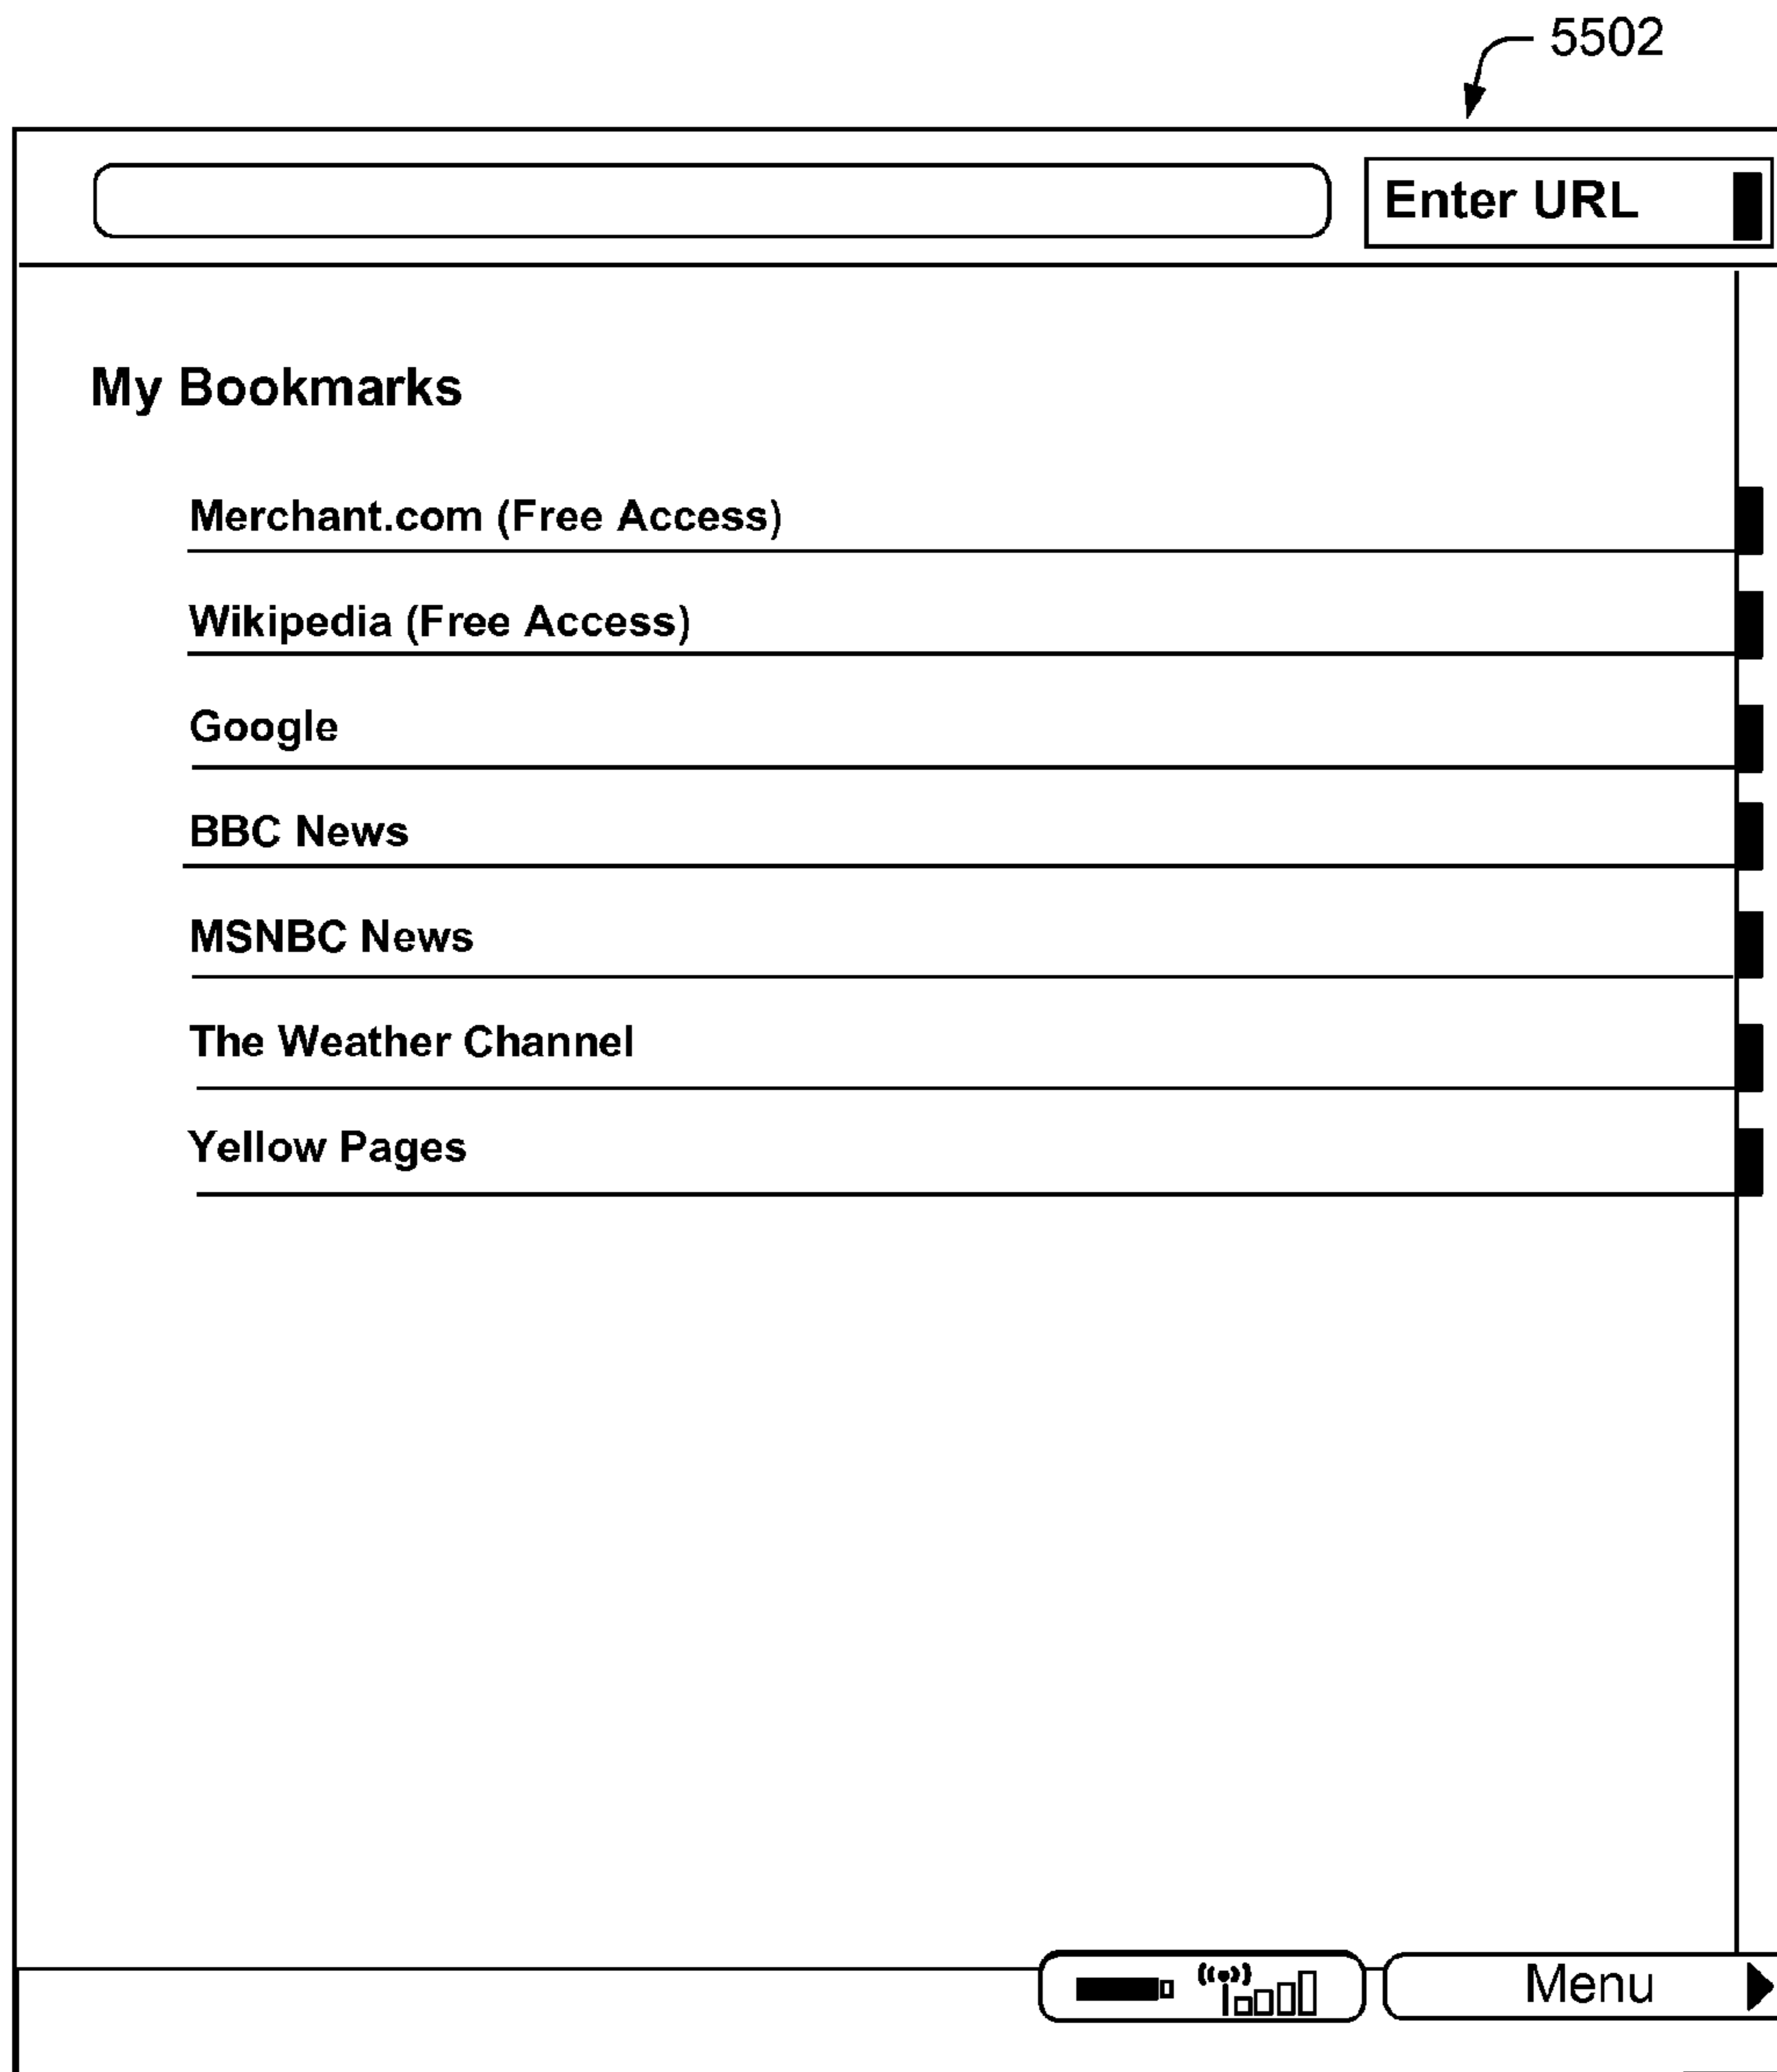 5502
Enter URL
My Bookmarks
Merchant.com (Free Access)
Wikipedia (Free Access)
Google
BBC News
MSNBC News
The Weather Channel
Yellow Pages
Menu